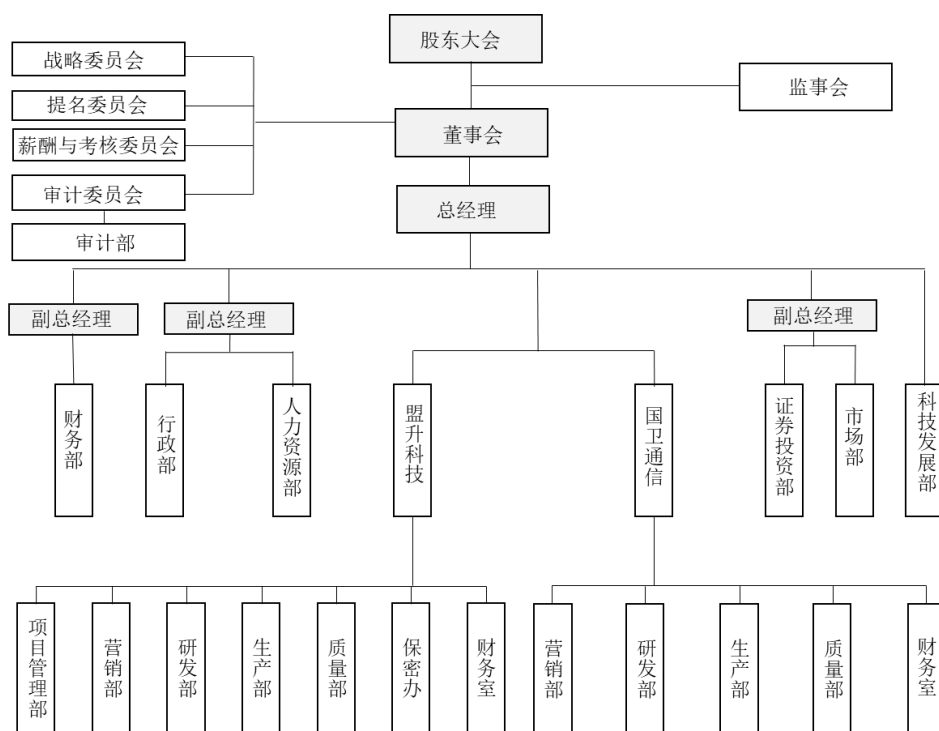 股东大会
战略委员会
监事会
提名委员会
董事会
薪酬与考核委员会
审计委员会
总经理
审计部
副总经理
副总经理
副总经理
财务部
行政部
人力资源部
盟升科技
国卫通信
证券投资部
市场部
科技发展部
项目管理部
营销部
研发部
生产部
质量部
保密办
财务室
营销部
研发部
生产部
质量部
财务室